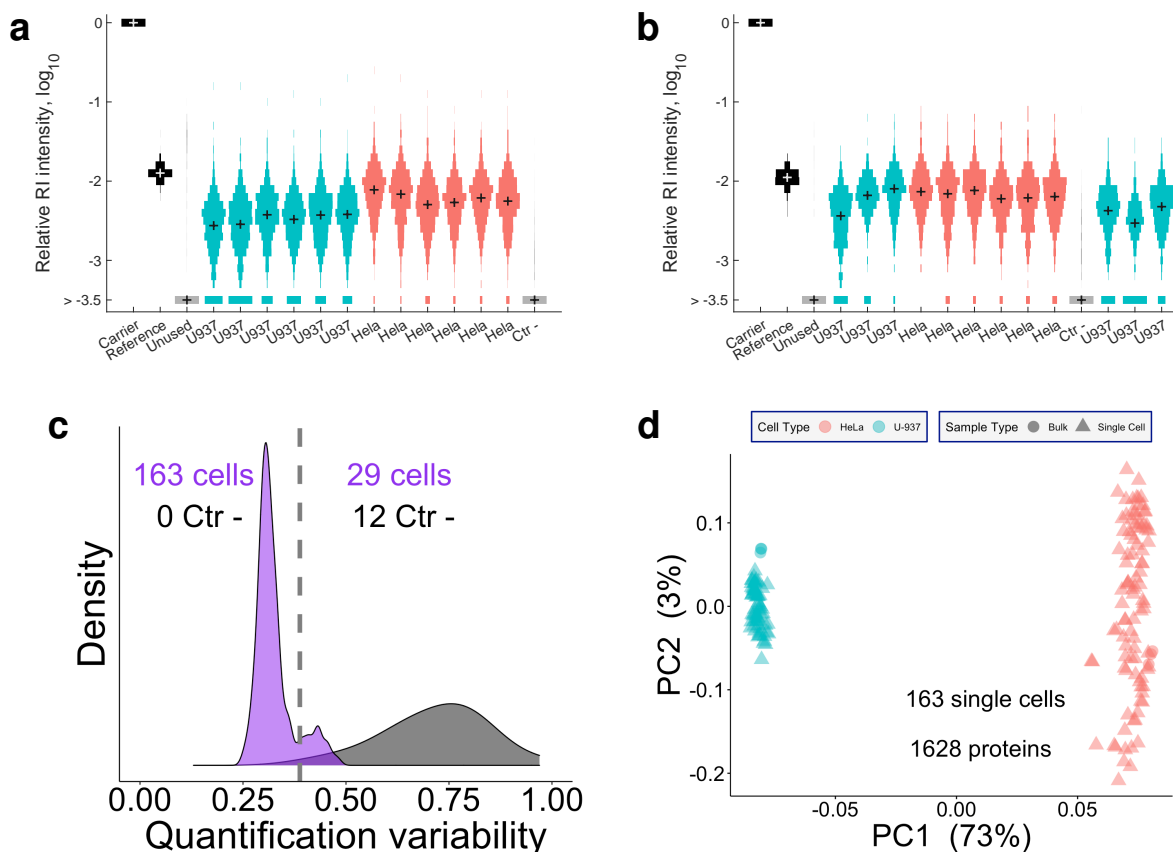 a
Relative RI intensity, log10
0
-1
-2
-3
> -3.5
Carrier
Reference
Unused
U937
U937
U937
U937
U937
U937
Hela
Hela
Hela
Hela
Hela
Hela
Ctr -
b
Relative RI intensity, log10
0
-1
-2
-3
> -3.5
Carrier
Reference
Unused
U937
U937
U937
Hela
Hela
Hela
Hela
Hela
Hela
Ctr -
U937
U937
U937
c
Density
163 cells
0 Ctr -
29 cells
12 Ctr -
0.00 0.25 0.50 0.75 1.00
Quantification variability
d
Cell Type HeLa U-937
Sample Type Bulk Single Cell
PC2 (3%)
0.1
0.0
-0.1
-0.2
163 single cells
1628 proteins
-0.05 0.00 0.05
PC1 (73%)